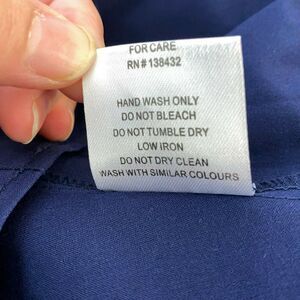 FOR CARE
RN # 138432
HAND WASH ONLY
DO NOT BLEACH
DO NOT TUMBLE DRY
LOW IRON
DO NOT DRY CLEAN
WASH WITH SIMILAR COLOURS